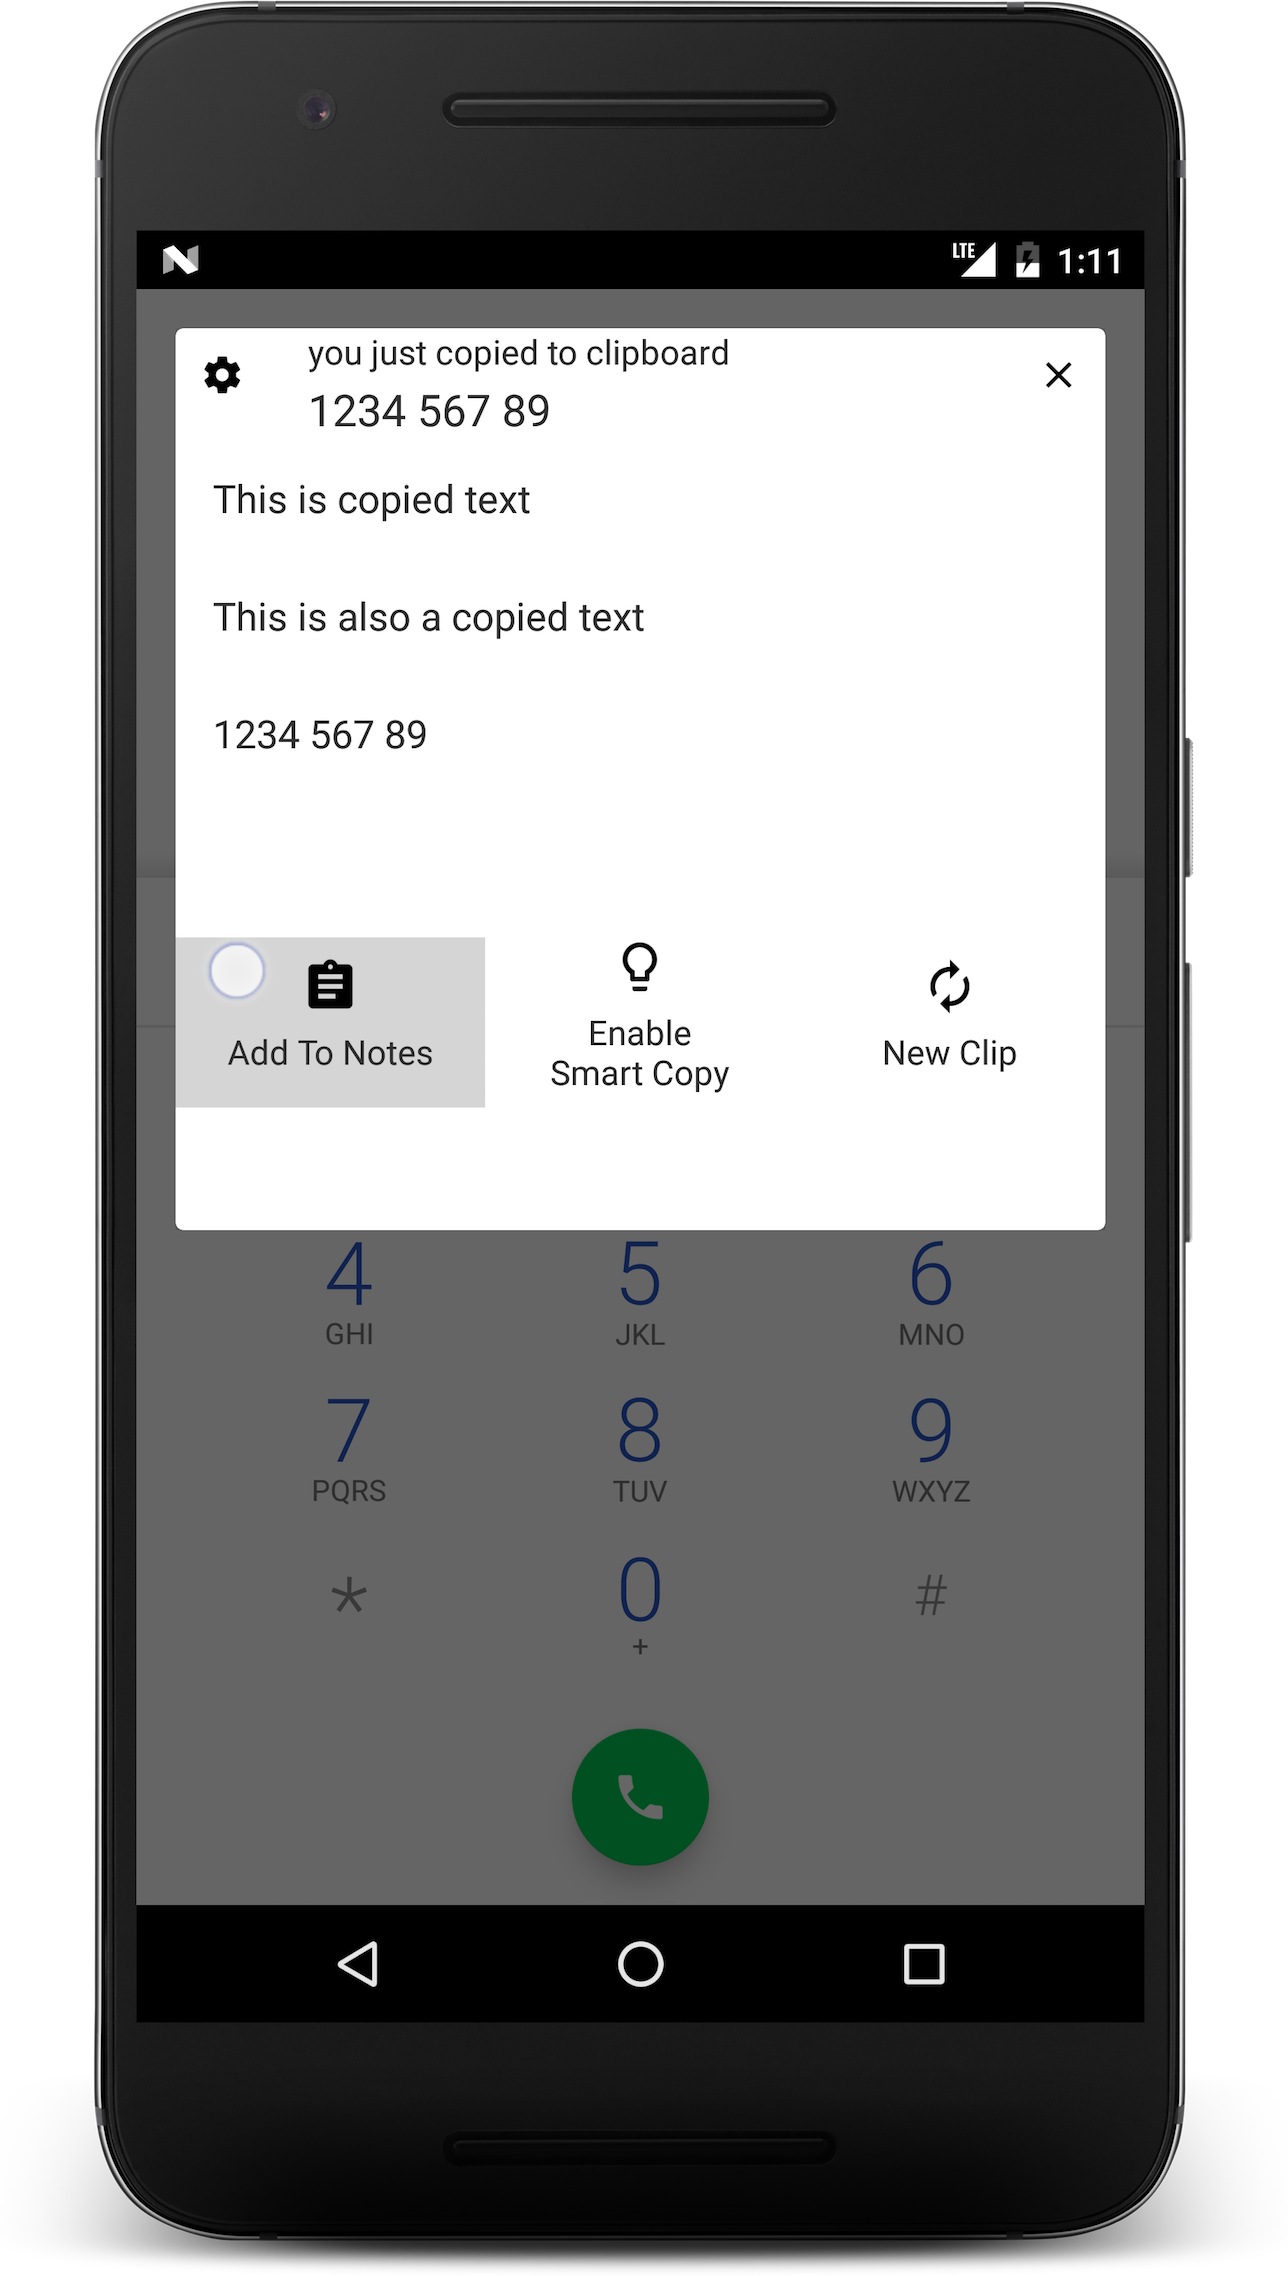 LTE 1:11
you just copied to clipboard
1234 567 89
This is copied text
This is also a copied text
1234 567 89
Add To Notes
Enable
Smart Copy
New Clip
4 5 6
GHI JKL MNO
7 8 9
PQRS TUV WXYZ
* 0 #
+